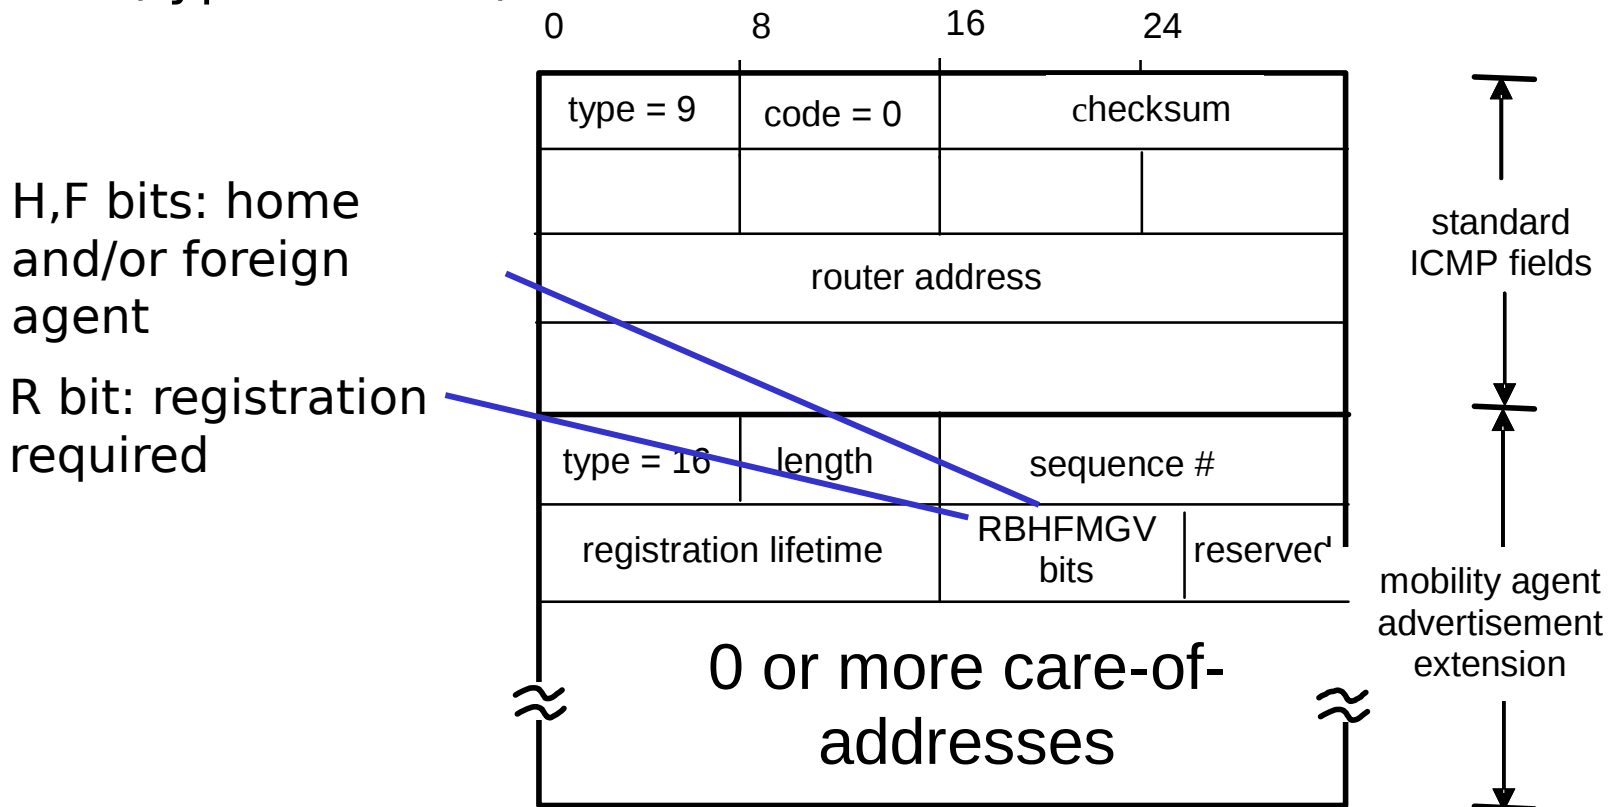 0 8 16 24
type = 9 code = 0 checksum
H,F bits: home
and/or foreign
agent
standard
ICMP fields
router address
R bit: registration
required
type = 16 length sequence #
registration lifetime RBHFMGV
bits reserved
mobility agent
advertisement
extension
0 or more care-of-
addresses